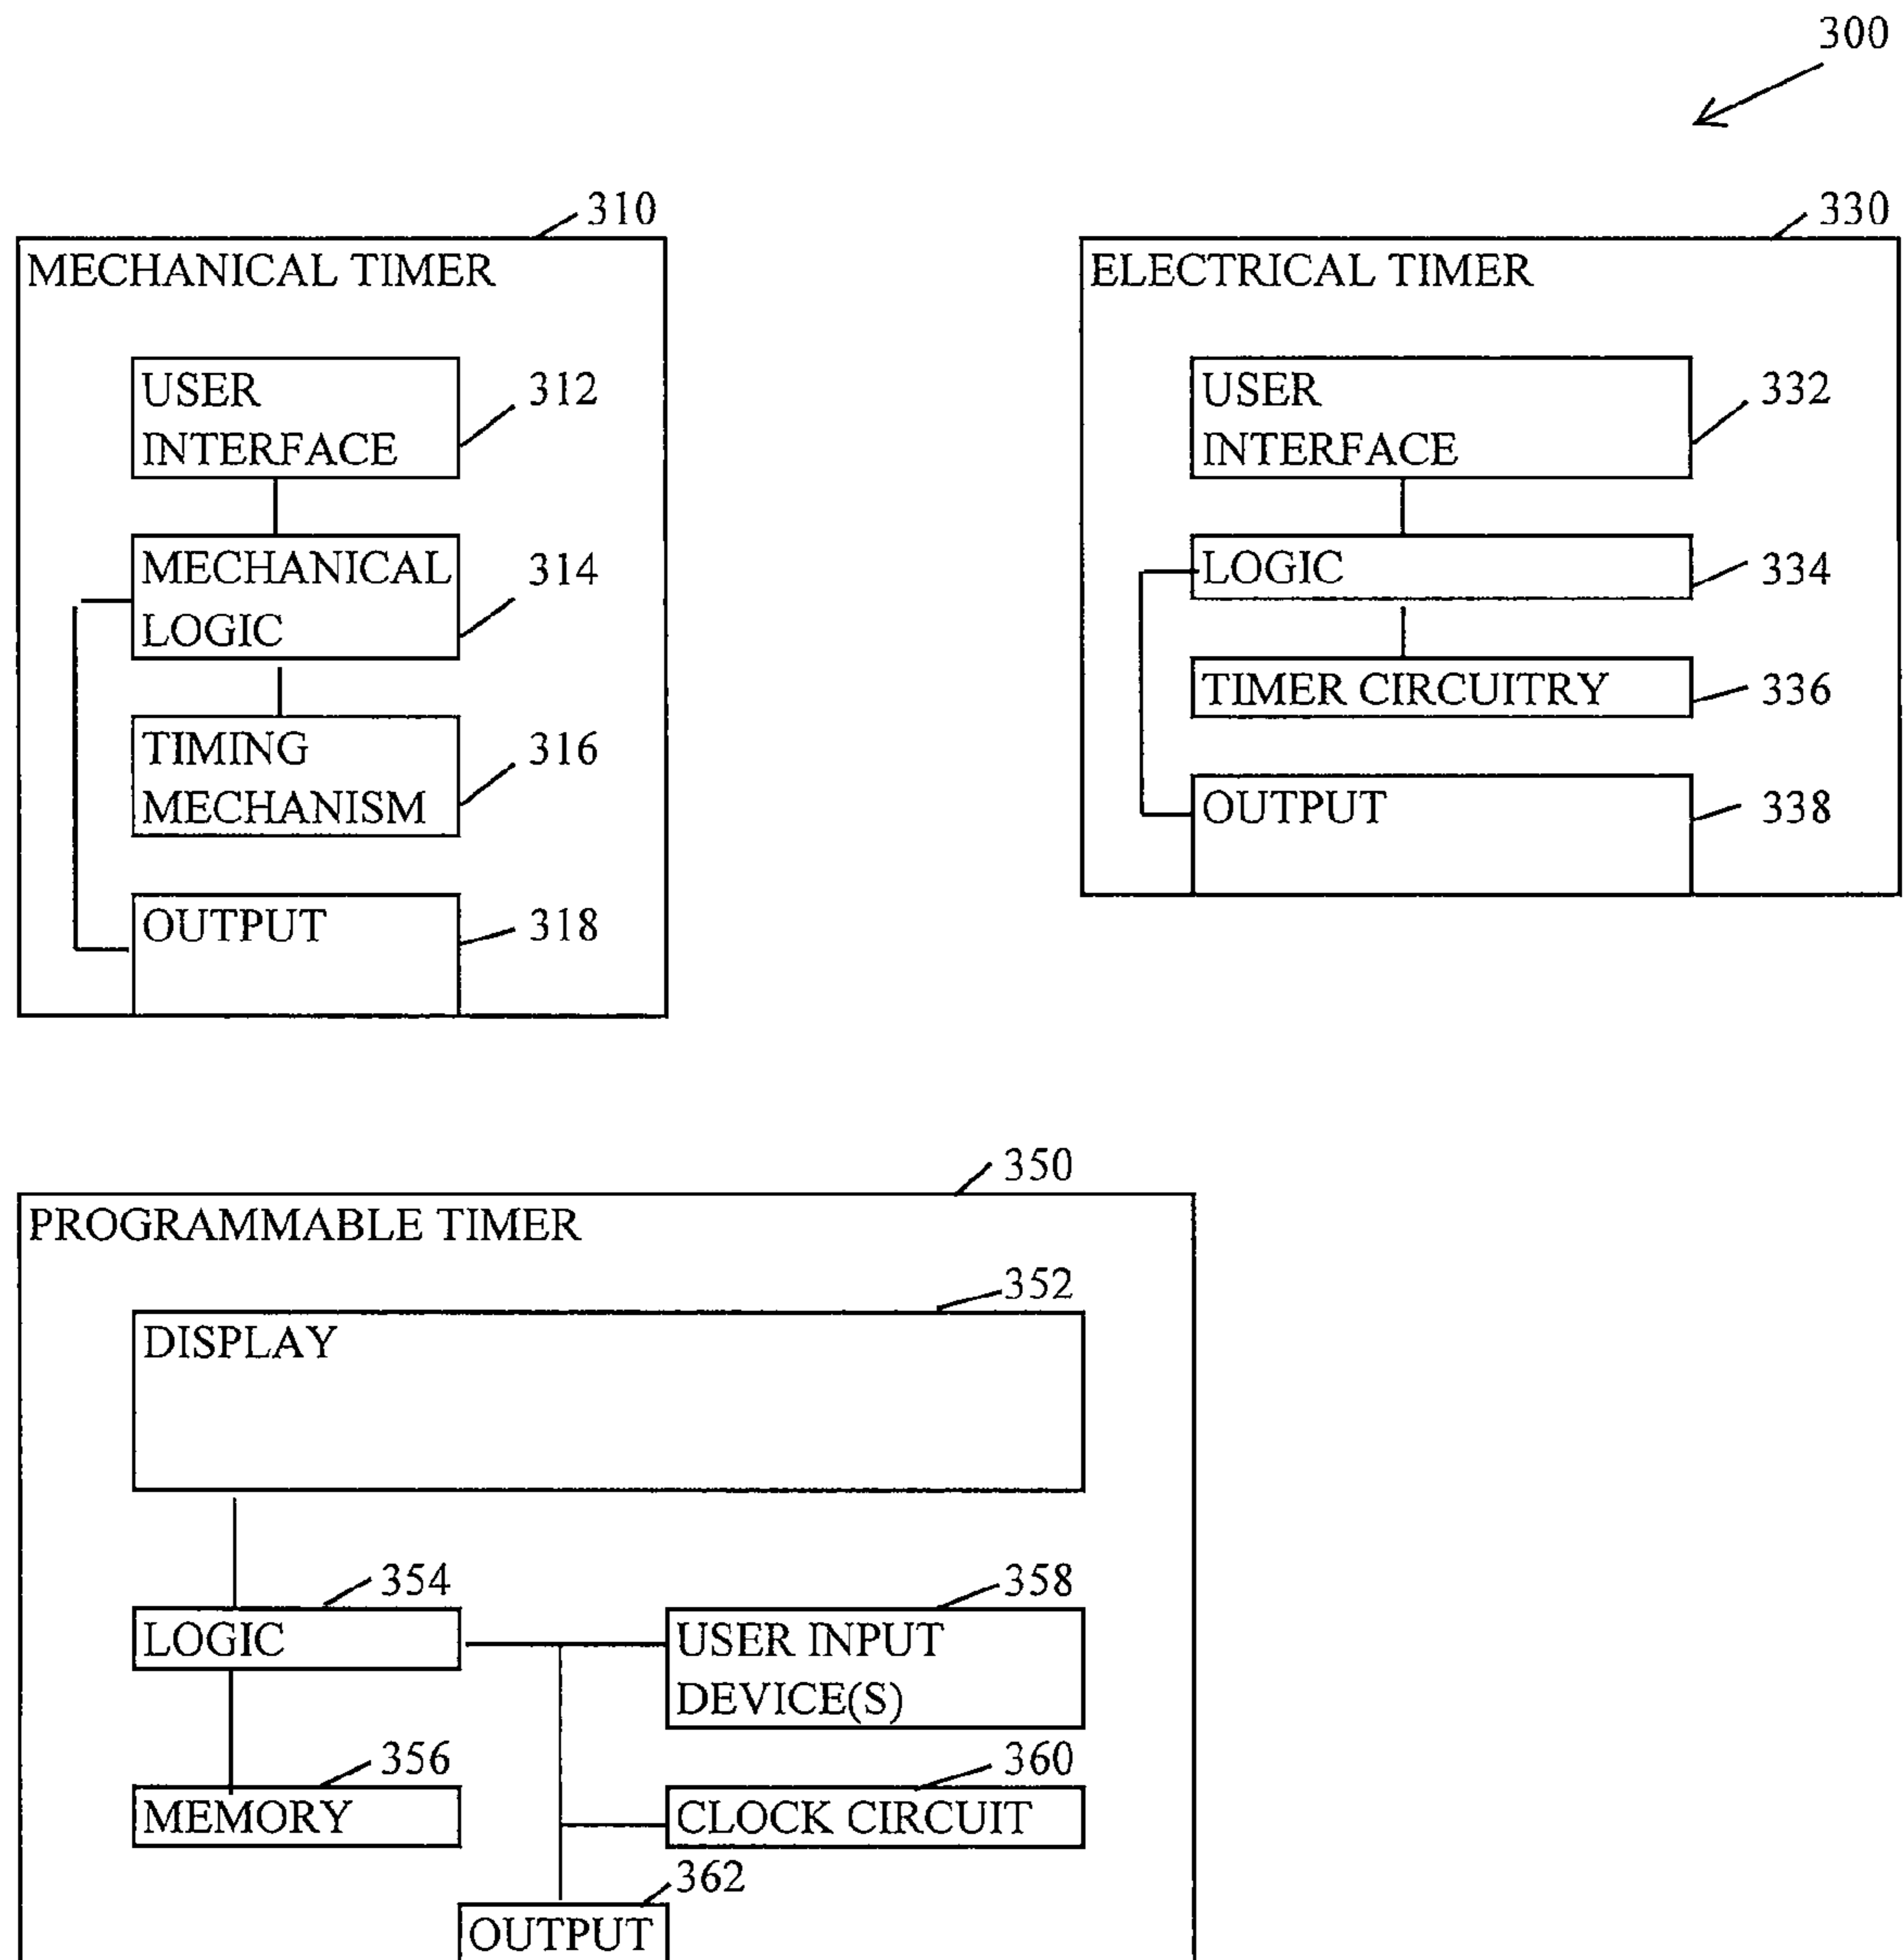 300
310
MECHANICAL TIMER
USER
INTERFACE
312
MECHANICAL
LOGIC
314
TIMING
MECHANISM
316
OUTPUT
318
330
ELECTRICAL TIMER
USER
INTERFACE
332
LOGIC
334
TIMER CIRCUITRY
336
OUTPUT
338
350
PROGRAMMABLE TIMER
352
DISPLAY
354
LOGIC
358
USER INPUT
DEVICE(S)
356
MEMORY
360
CLOCK CIRCUIT
362
OUTPUT